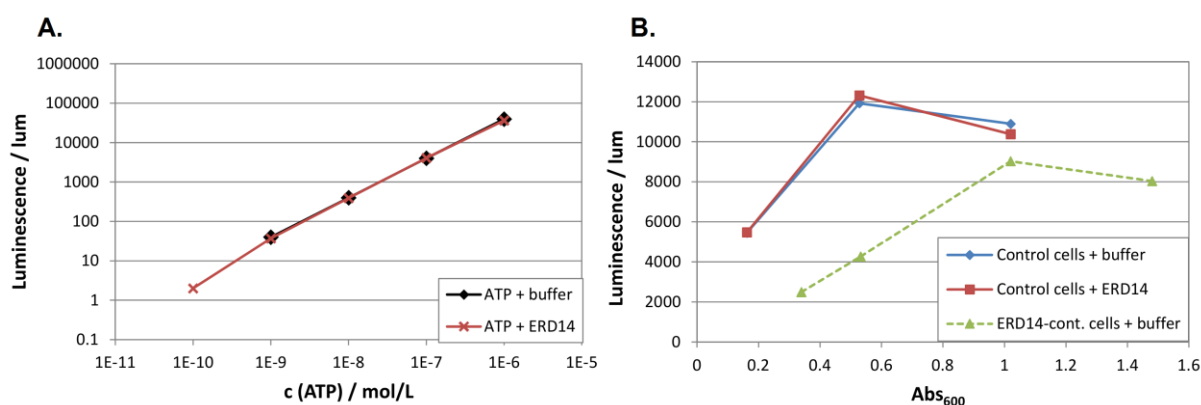 A.
1000000
100000
10000
1000
100
10
1
0.1
Luminescence / lum
1E-11 1E-10 1E-9 1E-8 1E-7 1E-6 1E-5
c (ATP) / mol/L
ATP + buffer
ATP + ERD14
B.
14000
12000
10000
8000
6000
4000
2000
0
Luminescence / lum
0 0.2 0.4 0.6 0.8 1 1.2 1.4 1.6
Abs600
Control cells + buffer
Control cells + ERD14
ERD14-cont. cells + buffer